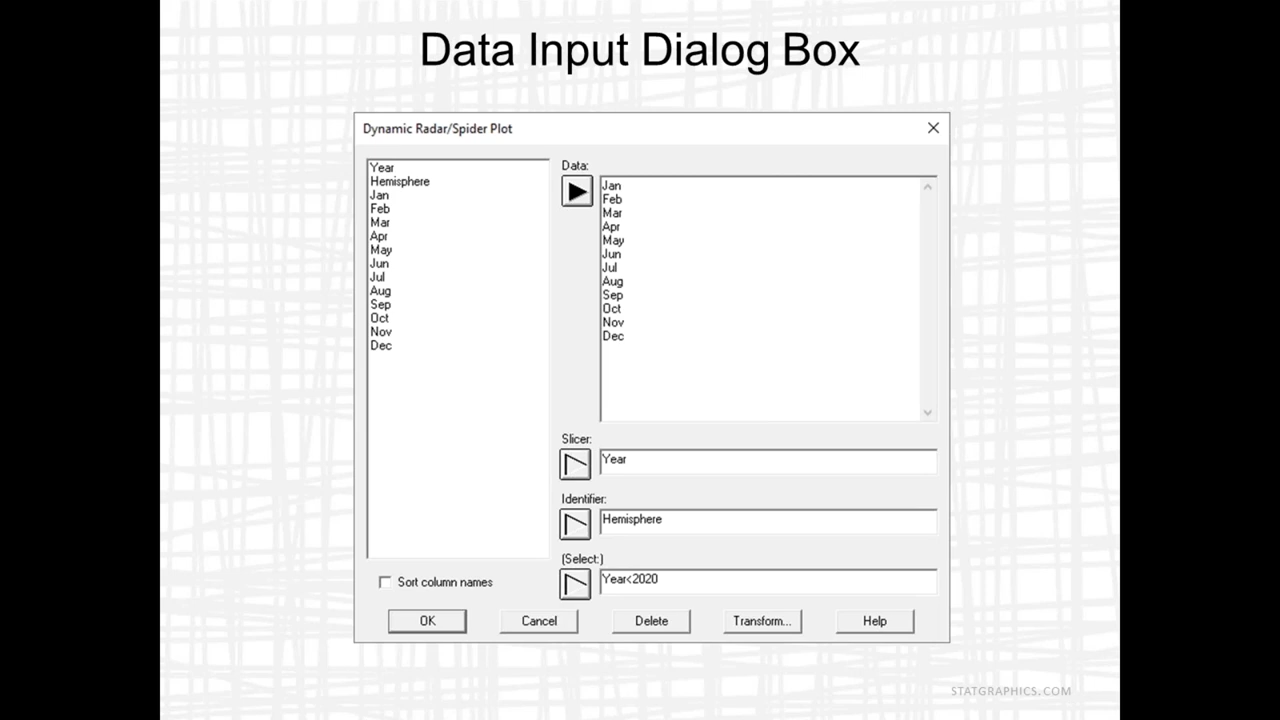 Data Input Dialog Box
Dynamic Radar/Spider Plot
Year
Hemisphere
Jan
Feb
Mar
Apr
May
Jun
Jul
Aug
Sep
Oct
Nov
Dec
Sort column names
Data:
Jan
Feb
Mar
Apr
May
Jun
Jul
Aug
Sep
Oct
Nov
Dec
Slicer:
Year
Identifier:
Hemisphere
(Select:)
Year<2020
OK
Cancel
Delete
Transform...
Help
STATGRAPHICS.COM